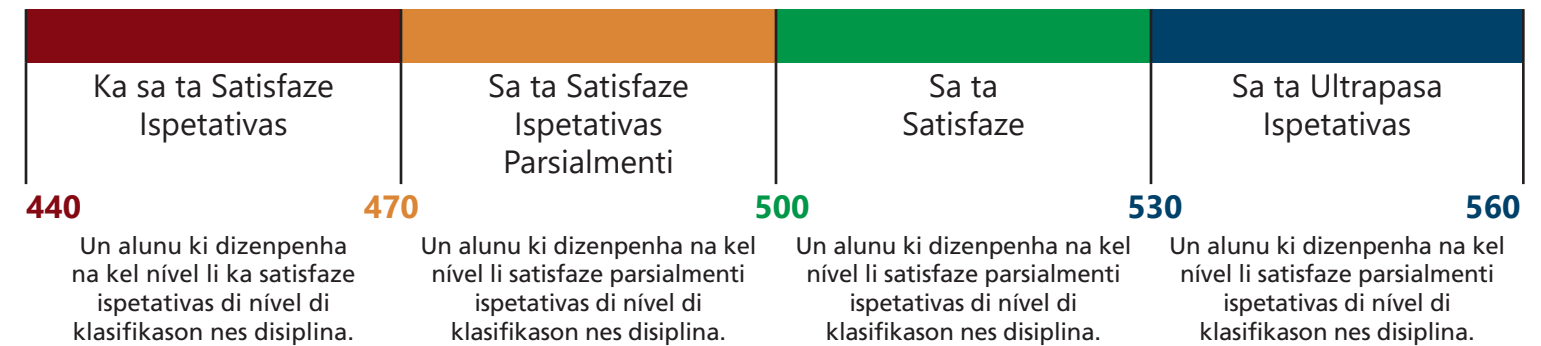 Ka sa ta Satisfaze
Ispetativas
Sa ta Satisfaze
Ispetativas
Parsialmenti
Sa ta
Satisfaze
Sa ta Ultrapasa
Ispetativas
440
470
500
530
560
Un alunu ki dizenpenha
na kel nível li ka satisfaze
ispetativas di nível di
klasifikason nes disiplina.
Un alunu ki dizenpenha na kel
nível li satisfaze parsialmenti
ispetativas di nível di
klasifikason nes disiplina.
Un alunu ki dizenpenha na kel
nível li satisfaze parsialmenti
ispetativas di nível di
klasifikason nes disiplina.
Un alunu ki dizenpenha na kel
nível li satisfaze parsialmenti
ispetativas di nível di
klasifikason nes disiplina.